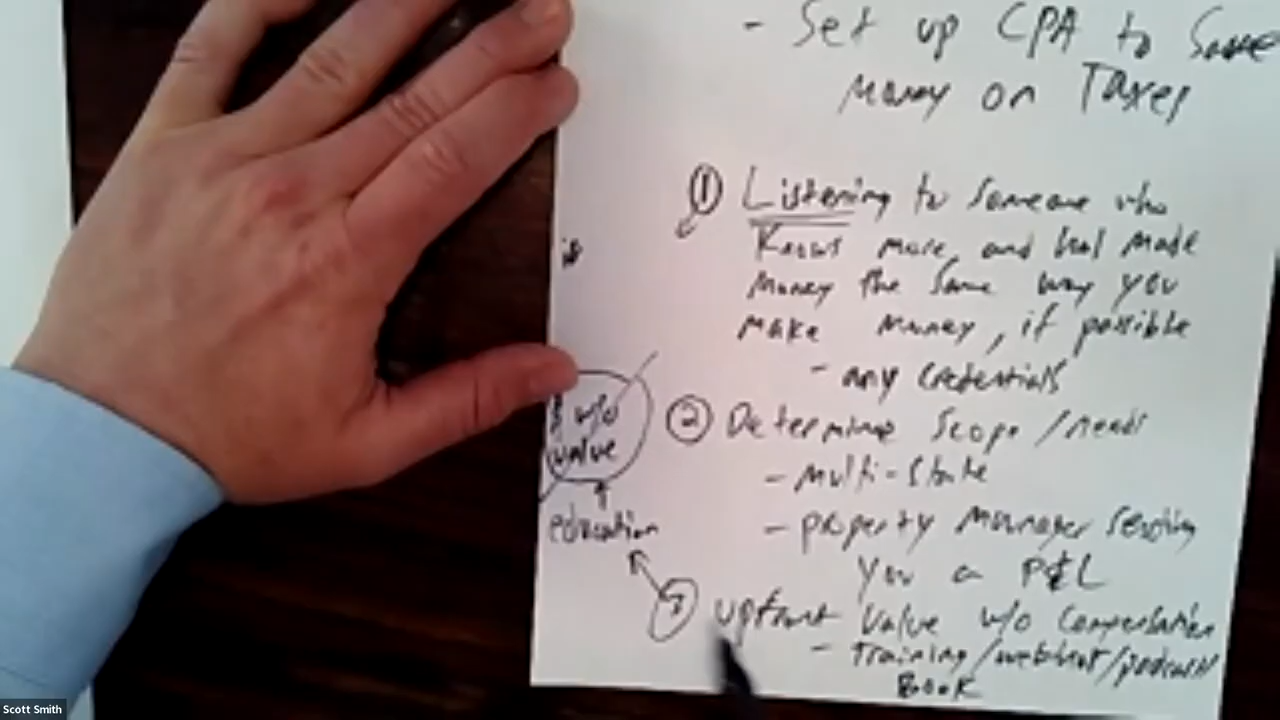 - Set up CPA to Save
Money on Taxes
① Listening to someone who
Knows more and has made
money the same way you
make money, if possible
- any credentials
② Determine Scope/needs
- Multi-State
- property manager sending
you a P&L
③ upfront value w/o compensation
- Training/webinar/podcast/
Book
$ w/o
value
education
Scott Smith